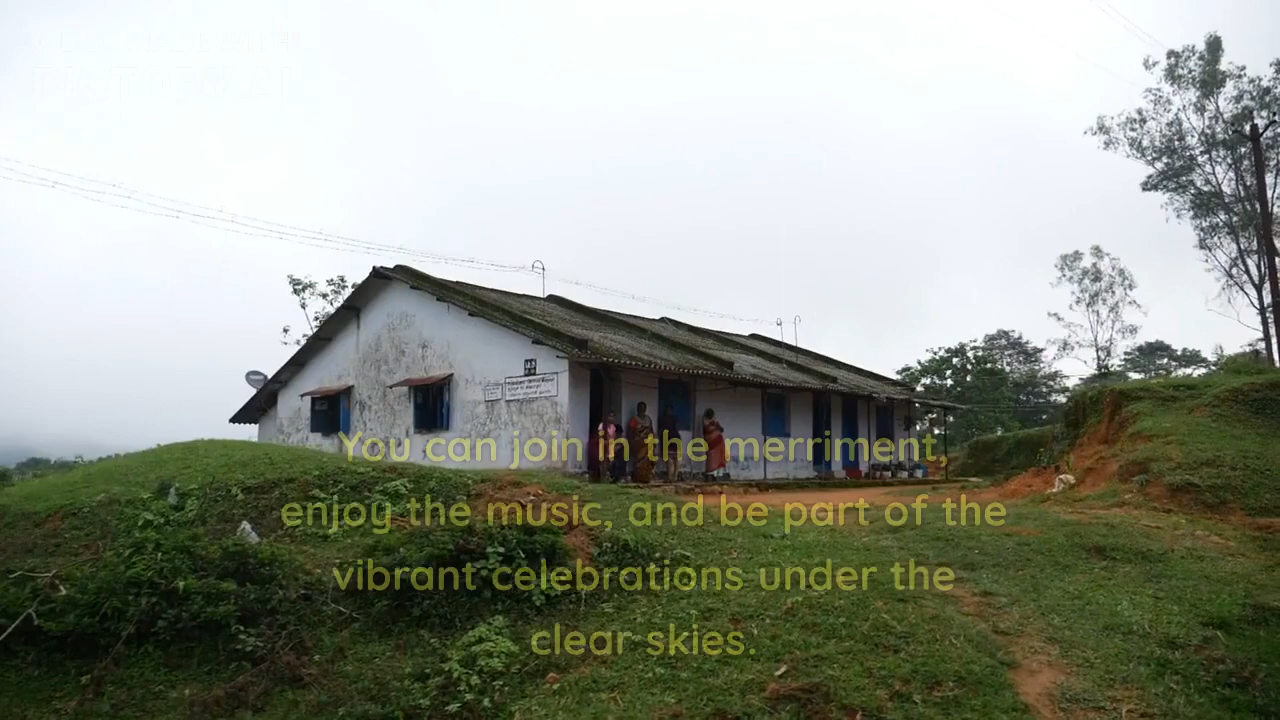 You can join in the merriment,
enjoy the music, and be part of the
vibrant celebrations under the
clear skies.